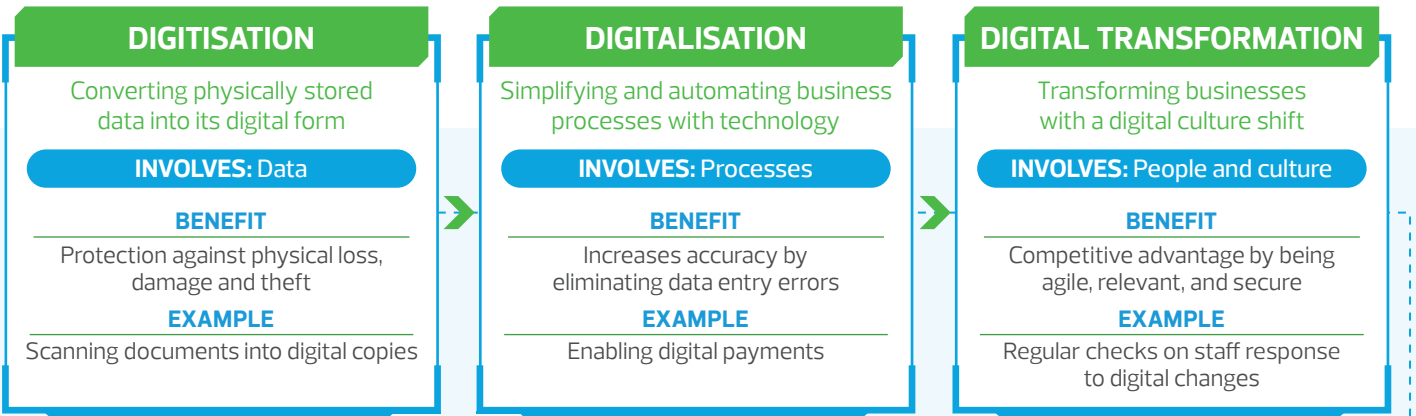 DIGITISATION
Converting physically stored
data into its digital form
INVOLVES: Data
BENEFIT
Protection against physical loss,
damage and theft
EXAMPLE
Scanning documents into digital copies
DIGITALISATION
Simplifying and automating business
processes with technology
INVOLVES: Processes
BENEFIT
Increases accuracy by
eliminating data entry errors
EXAMPLE
Enabling digital payments
DIGITAL TRANSFORMATION
Transforming businesses
with a digital culture shift
INVOLVES: People and culture
BENEFIT
Competitive advantage by being
agile, relevant, and secure
EXAMPLE
Regular checks on staff response
to digital changes